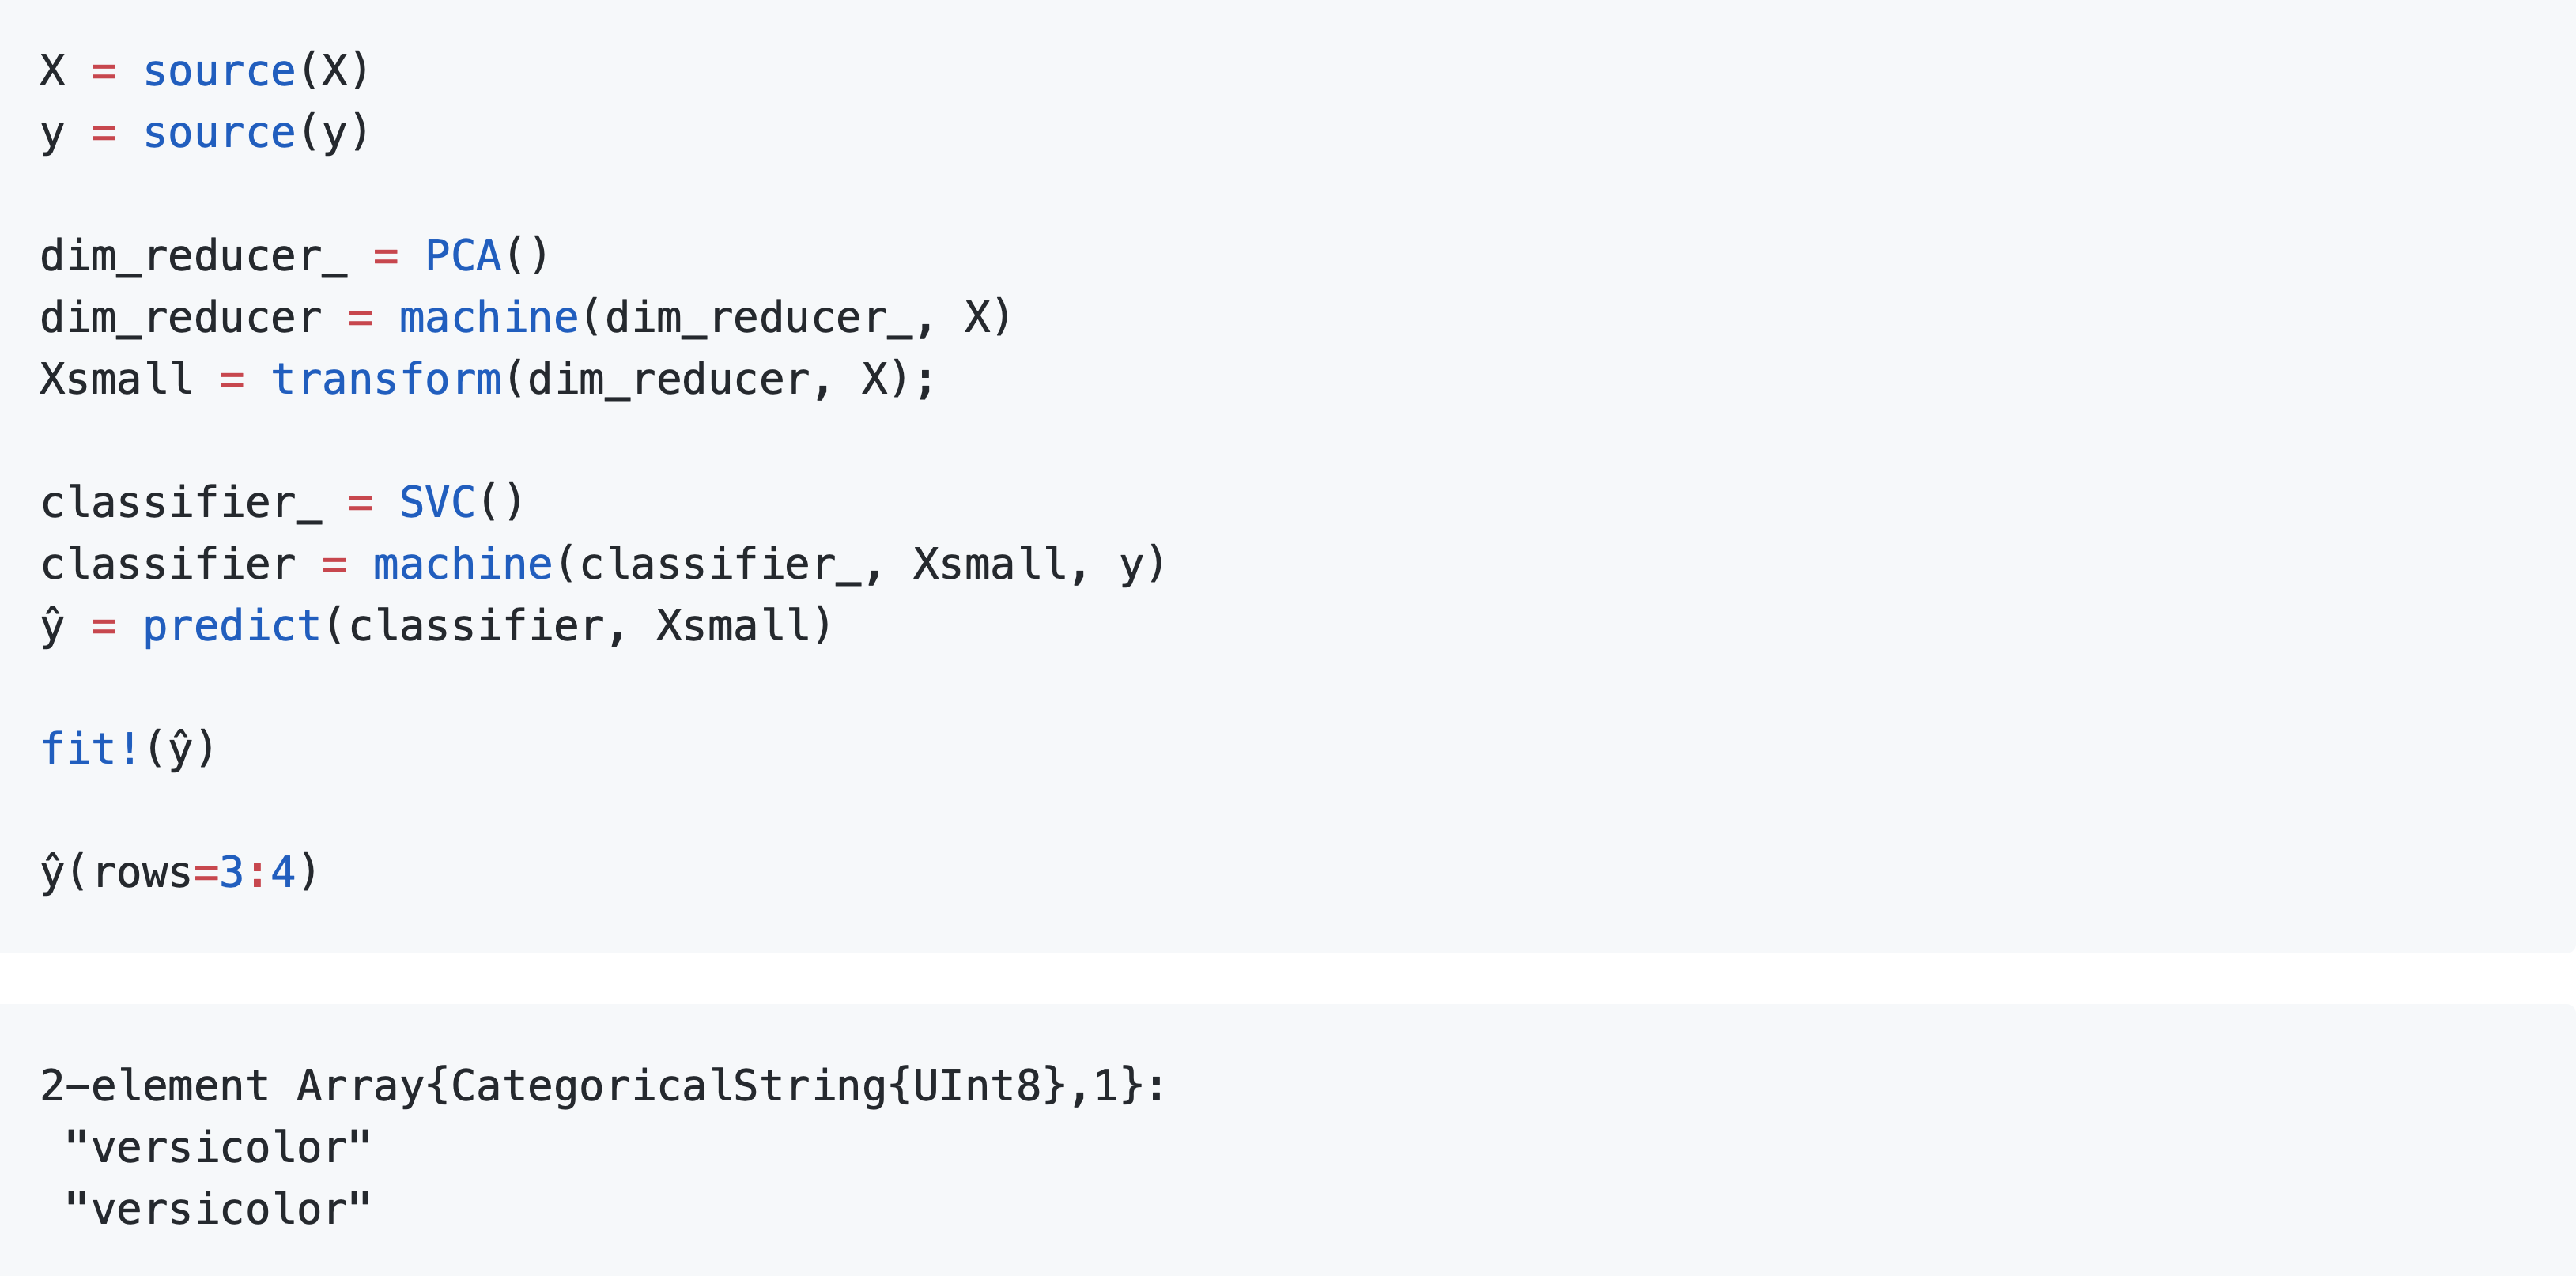 X = source(X)
y = source(y)
dim_reducer_ = PCA()
dim_reducer = machine(dim_reducer_, X)
Xsmall = transform(dim_reducer, X);
classifier_ = SVC()
classifier = machine(classifier_, Xsmall, y)
ŷ = predict(classifier, Xsmall)
fit!(ŷ)
ŷ(rows=3:4)
2-element Array{CategoricalString{UInt8},1}:
 "versicolor"
 "versicolor"